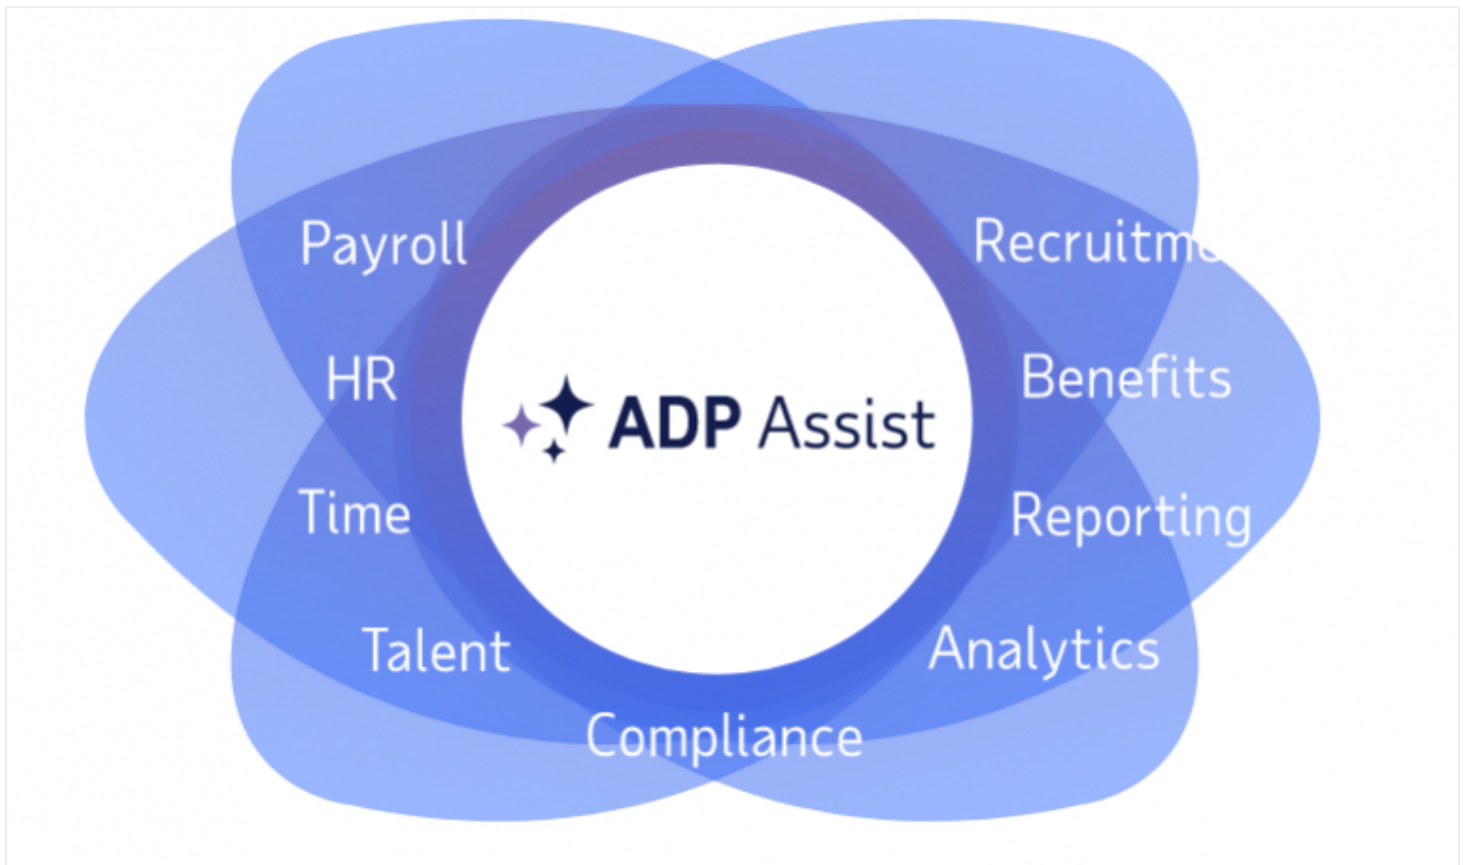 Payroll
HR
Time
Talent
Compliance
ADP Assist
Recruitme
Benefits
Reporting
Analytics